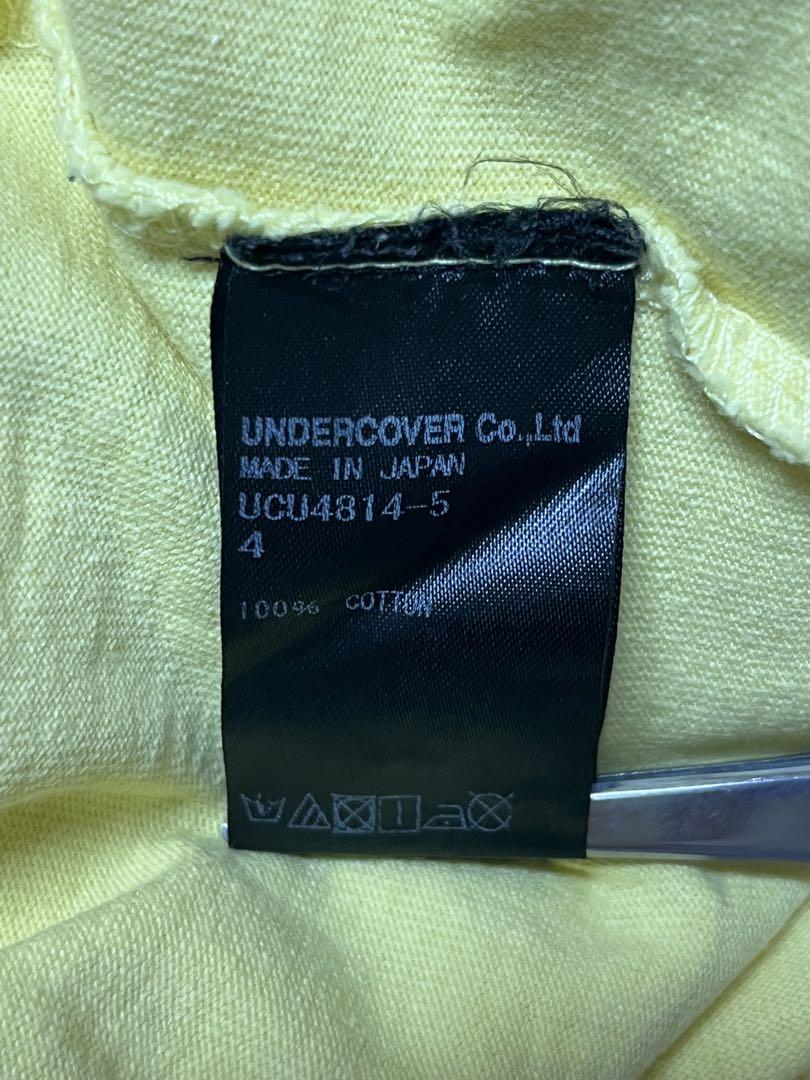 UNDERCOVER Co.,Ltd
MADE IN JAPAN
UCU4814-5
4
100% COTTON